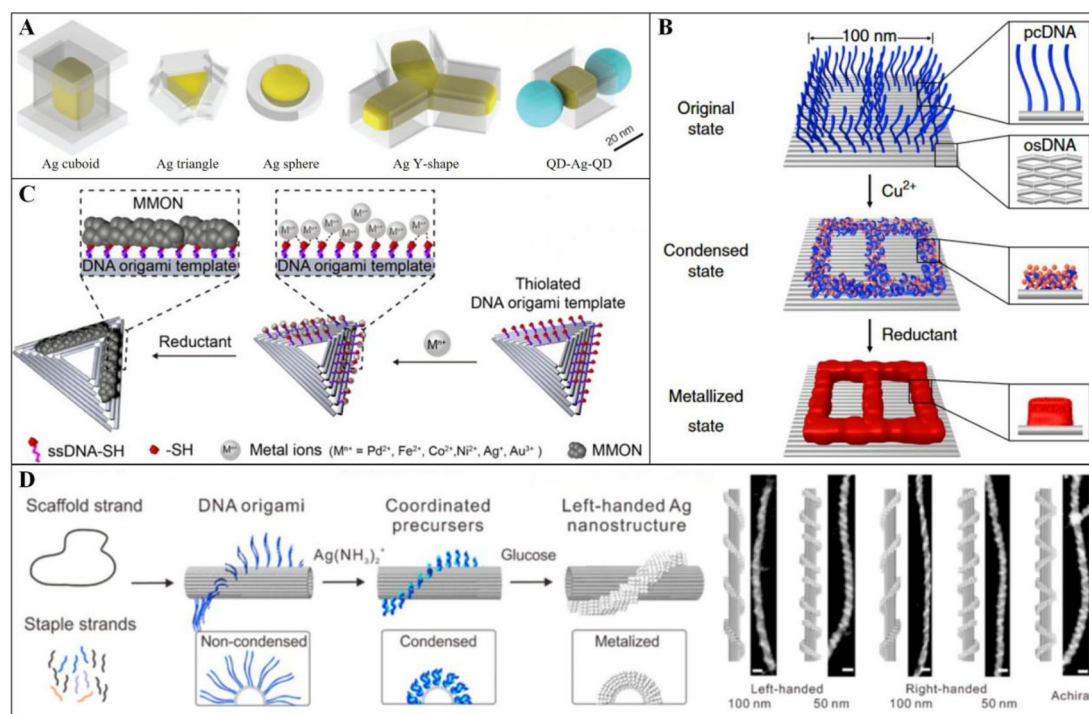 A
Ag cuboid
Ag triangle
Ag sphere
Ag Y-shape
QD-Ag-QD
20 nm
B
100 nm
pcDNA
Original
state
osDNA
Cu²⁺
Condensed
state
Reductant
Metallized
state
C
MMON
DNA origami template
Mⁿ⁺
DNA origami template
Thiolated
DNA origami template
Reductant
Mⁿ⁺
ssDNA-SH
-SH
Mⁿ⁺ Metal ions (Mⁿ⁺ = Pd²⁺, Fe²⁺, Co²⁺,Ni²⁺, Ag⁺, Au³⁺ )
MMON
D
Scaffold strand
Staple strands
DNA origami
Non-condensed
Ag(NH₃)₂⁺
Coordinated
precursers
Condensed
Glucose
Left-handed Ag
nanostructure
Metalized
Left-handed
100 nm
50 nm
Right-handed
100 nm
50 nm
Achira